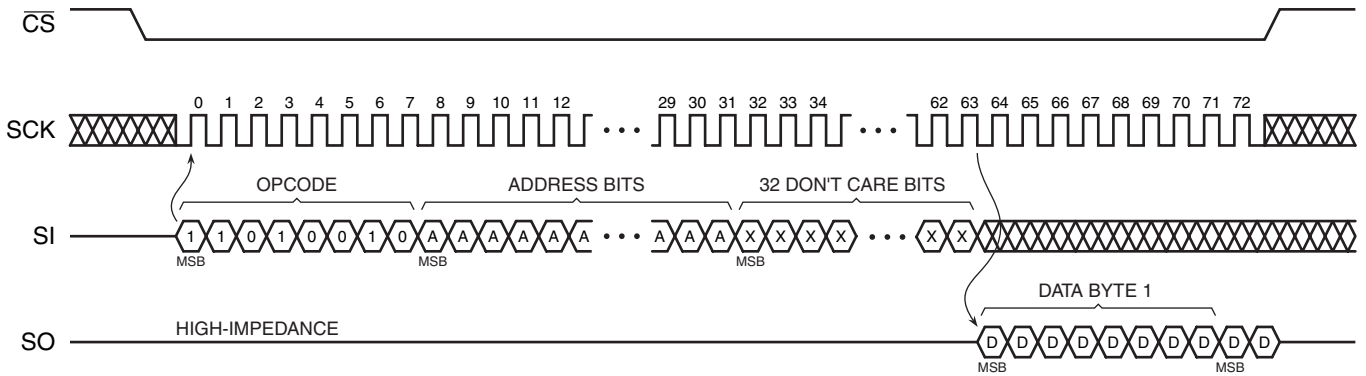 CS
0 1 2 3 4 5 6 7 8 9 10 11 12 29 30 31 32 33 34 62 63 64 65 66 67 68 69 70 71 72
SCK • • • • • •
OPCODE ADDRESS BITS 32 DON'T CARE BITS
SI 1 1 0 1 0 0 1 0 A A A A A A • • • A A A X X X X • • • X X
MSB MSB MSB
DATA BYTE 1
HIGH-IMPEDANCE
SO D D D D D D D D D D
MSB MSB